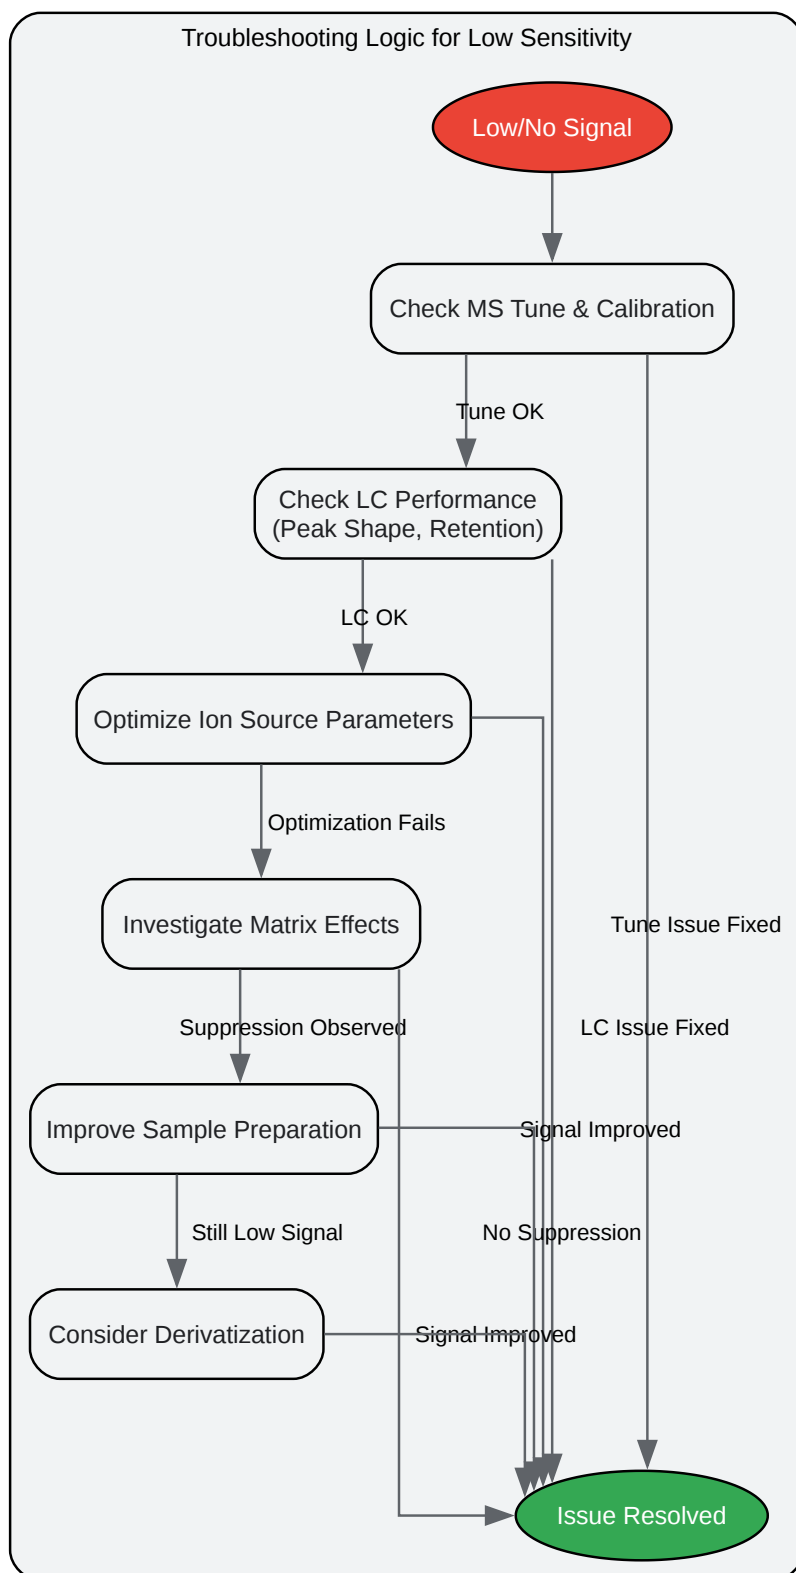 Troubleshooting Logic for Low Sensitivity
Low/No Signal
Check MS Tune & Calibration
Tune OK
Check LC Performance
(Peak Shape, Retention)
LC OK
Optimize Ion Source Parameters
Optimization Fails
Investigate Matrix Effects
Tune Issue Fixed
Suppression Observed
LC Issue Fixed
Improve Sample Preparation
Signal Improved
Still Low Signal
No Suppression
Consider Derivatization
Signal Improved
Issue Resolved